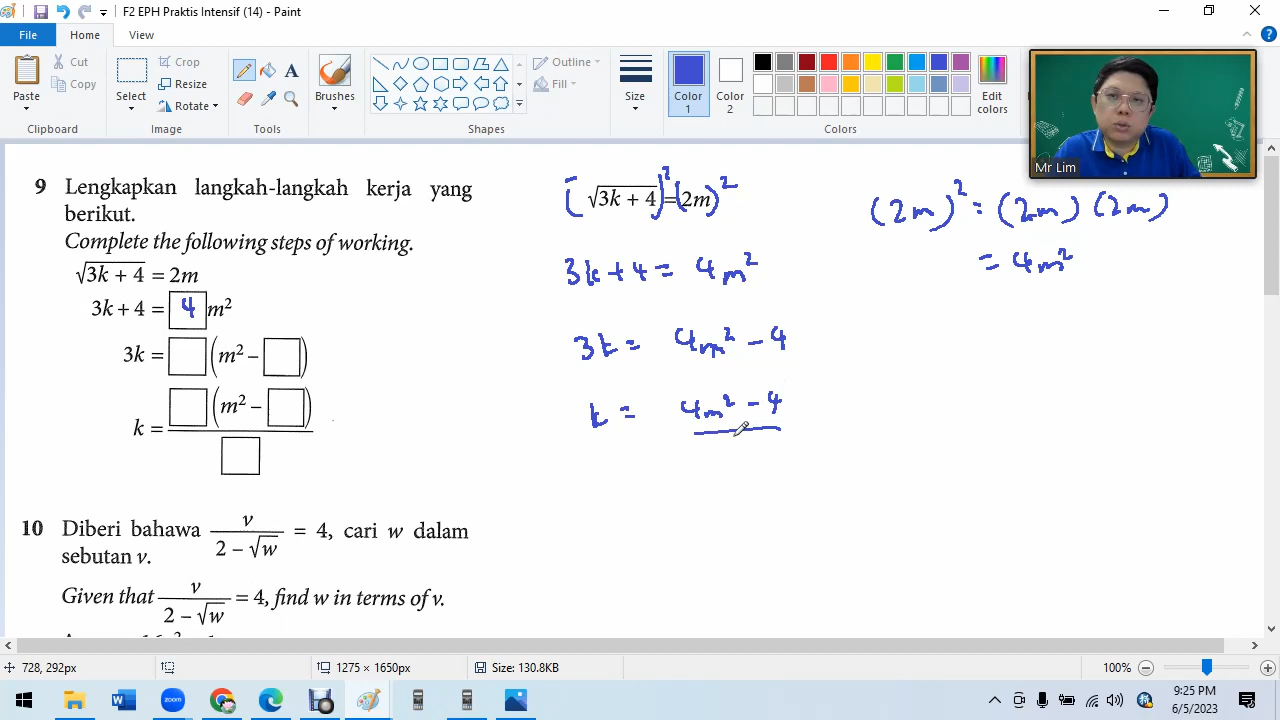 F2 EPH Praktis Intensif (14) - Paint
File Home View
Paste Cut Copy Select Crop Resize Rotate Brushes Outline Fill Size Color 1 Color 2 Edit colors
Clipboard Image Tools Shapes Colors
Mr Lim
9 Lengkapkan langkah-langkah kerja yang
berikut.
Complete the following steps of working.
√3k + 4 = 2m
3k + 4 = 4 m²
3k = (m² – )
k = (m² – )
(√3k + 4)² = (2m)²
3k + 4 = 4m²
3k = 4m² – 4
k = 4m² – 4
(2m)² = (2m)(2m)
= 4m²
10 Diberi bahawa v / 2 – √w = 4, cari w dalam
sebutan v.
Given that v / 2 – √w = 4, find w in terms of v.
728, 292px 1275 × 1650px Size: 130.8KB 100%
W zoom 9:25 PM
6/5/2023